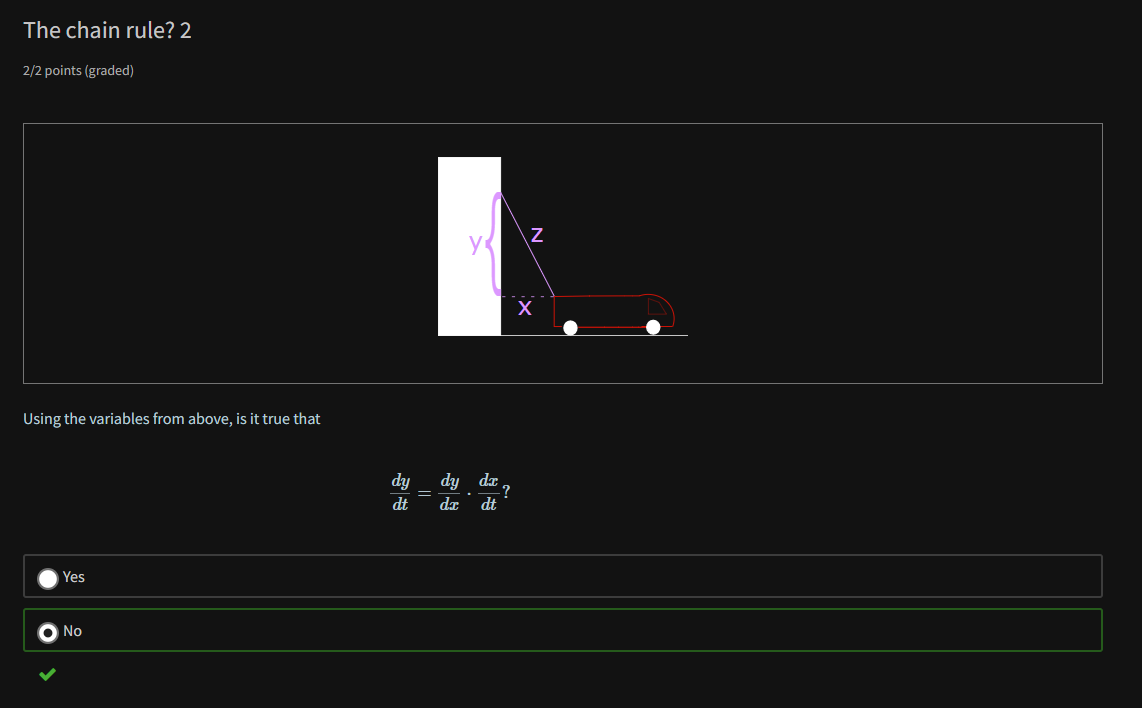 The chain rule? 2
2/2 points (graded)
y
z
x
Using the variables from above, is it true that
dy/dt = dy/dx · dx/dt?
Yes
No